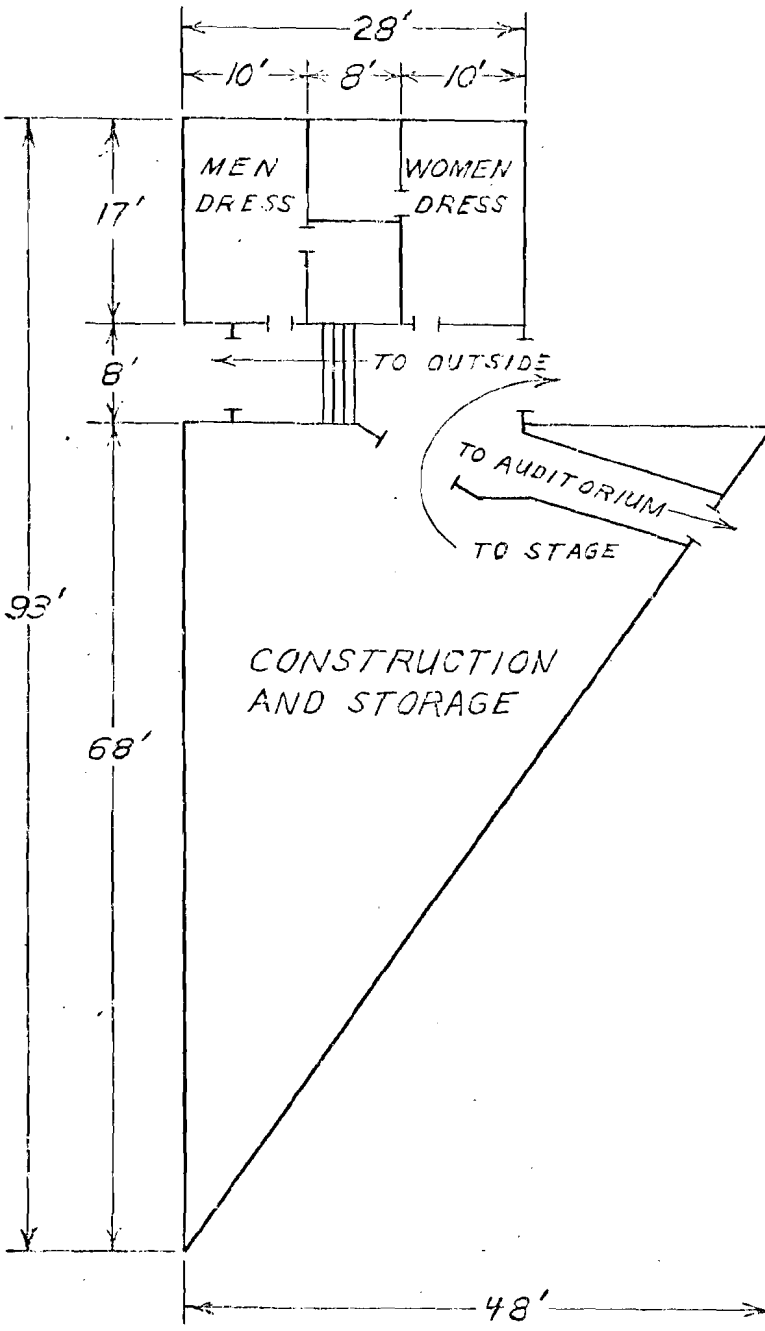 28'
10' 8' 10'
MEN
DRESS
WOMEN
DRESS
17'
8'
TO OUTSIDE
TO AUDITORIUM
TO STAGE
93'
CONSTRUCTION
AND STORAGE
68'
48'